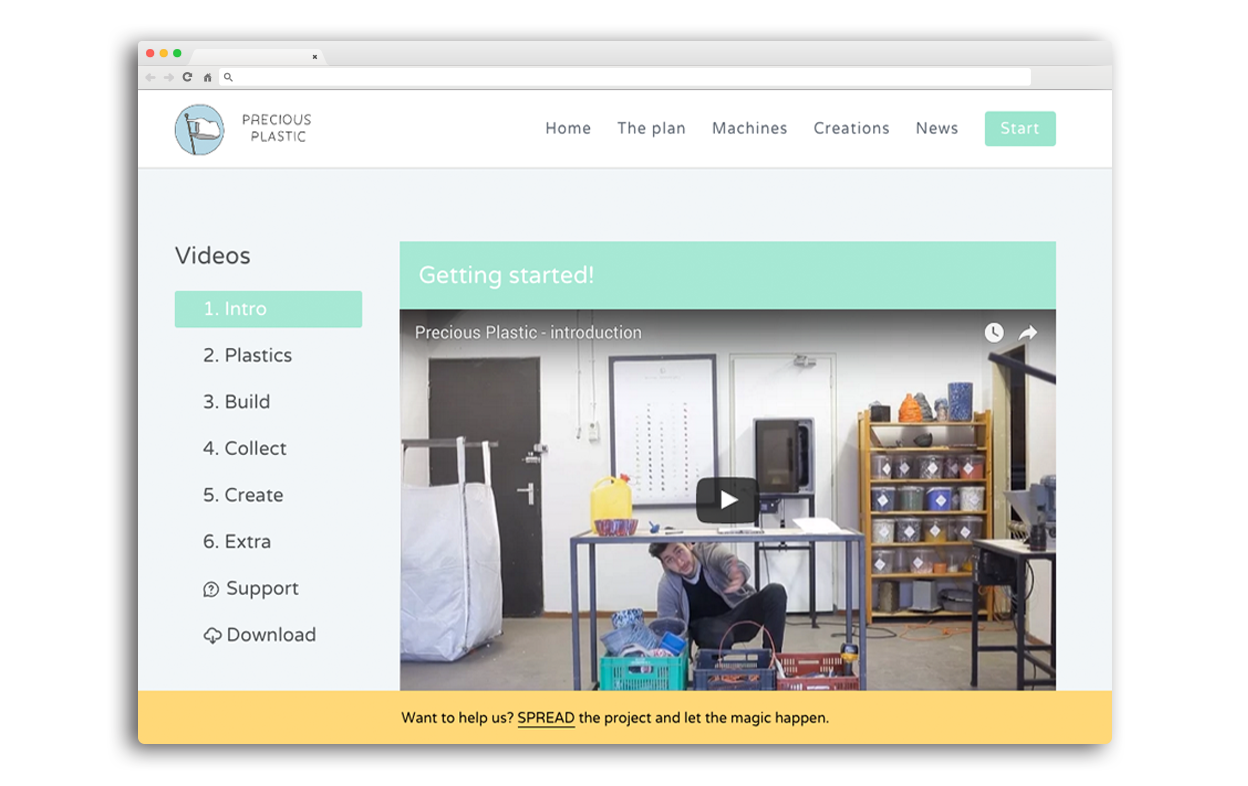 PRECIOUS
PLASTIC
Home The plan Machines Creations News Start
Videos
1. Intro
2. Plastics
3. Build
4. Collect
5. Create
6. Extra
Support
Download
Getting started!
Precious Plastic - introduction
Want to help us? SPREAD the project and let the magic happen.